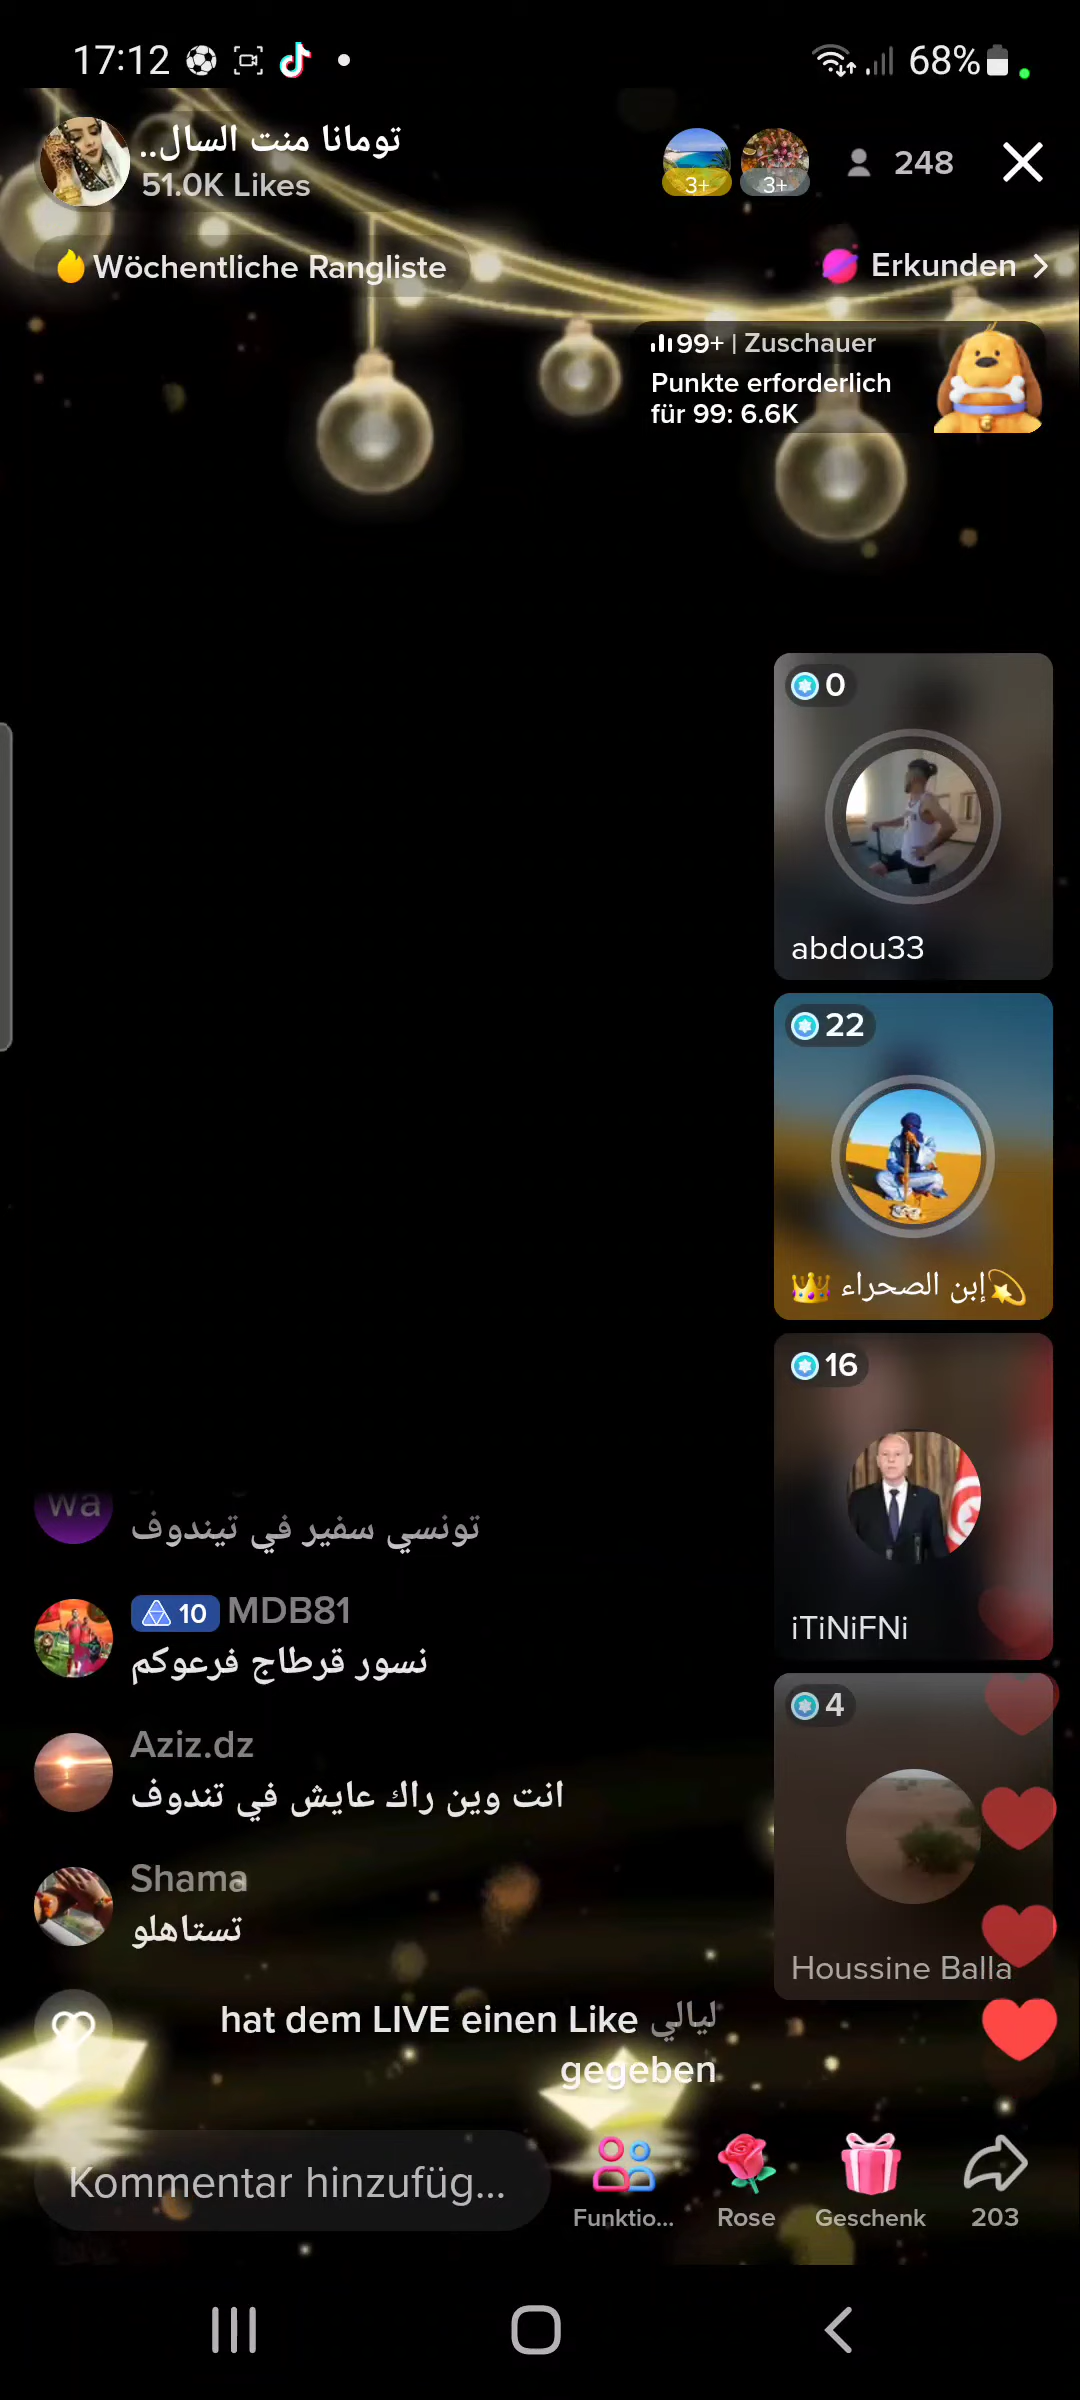 17:12
68%
تومانا منت السال..
51.0K Likes
3+
3+
248
Wöchentliche Rangliste
Erkunden
99+ | Zuschauer
Punkte erforderlich
für 99: 6.6K
0
abdou33
22
إبن الصحراء
16
iTiNiFNi
4
Houssine Balla
wa
تونسي سفير في تيندوف
10 MDB81
نسور قرطاج فرعوكم
Aziz.dz
انت وين راك عايش في تندوف
Shama
تستاهلو
ليالي hat dem LIVE einen Like
gegeben
Kommentar hinzufüg...
Funktio...
Rose
Geschenk
203